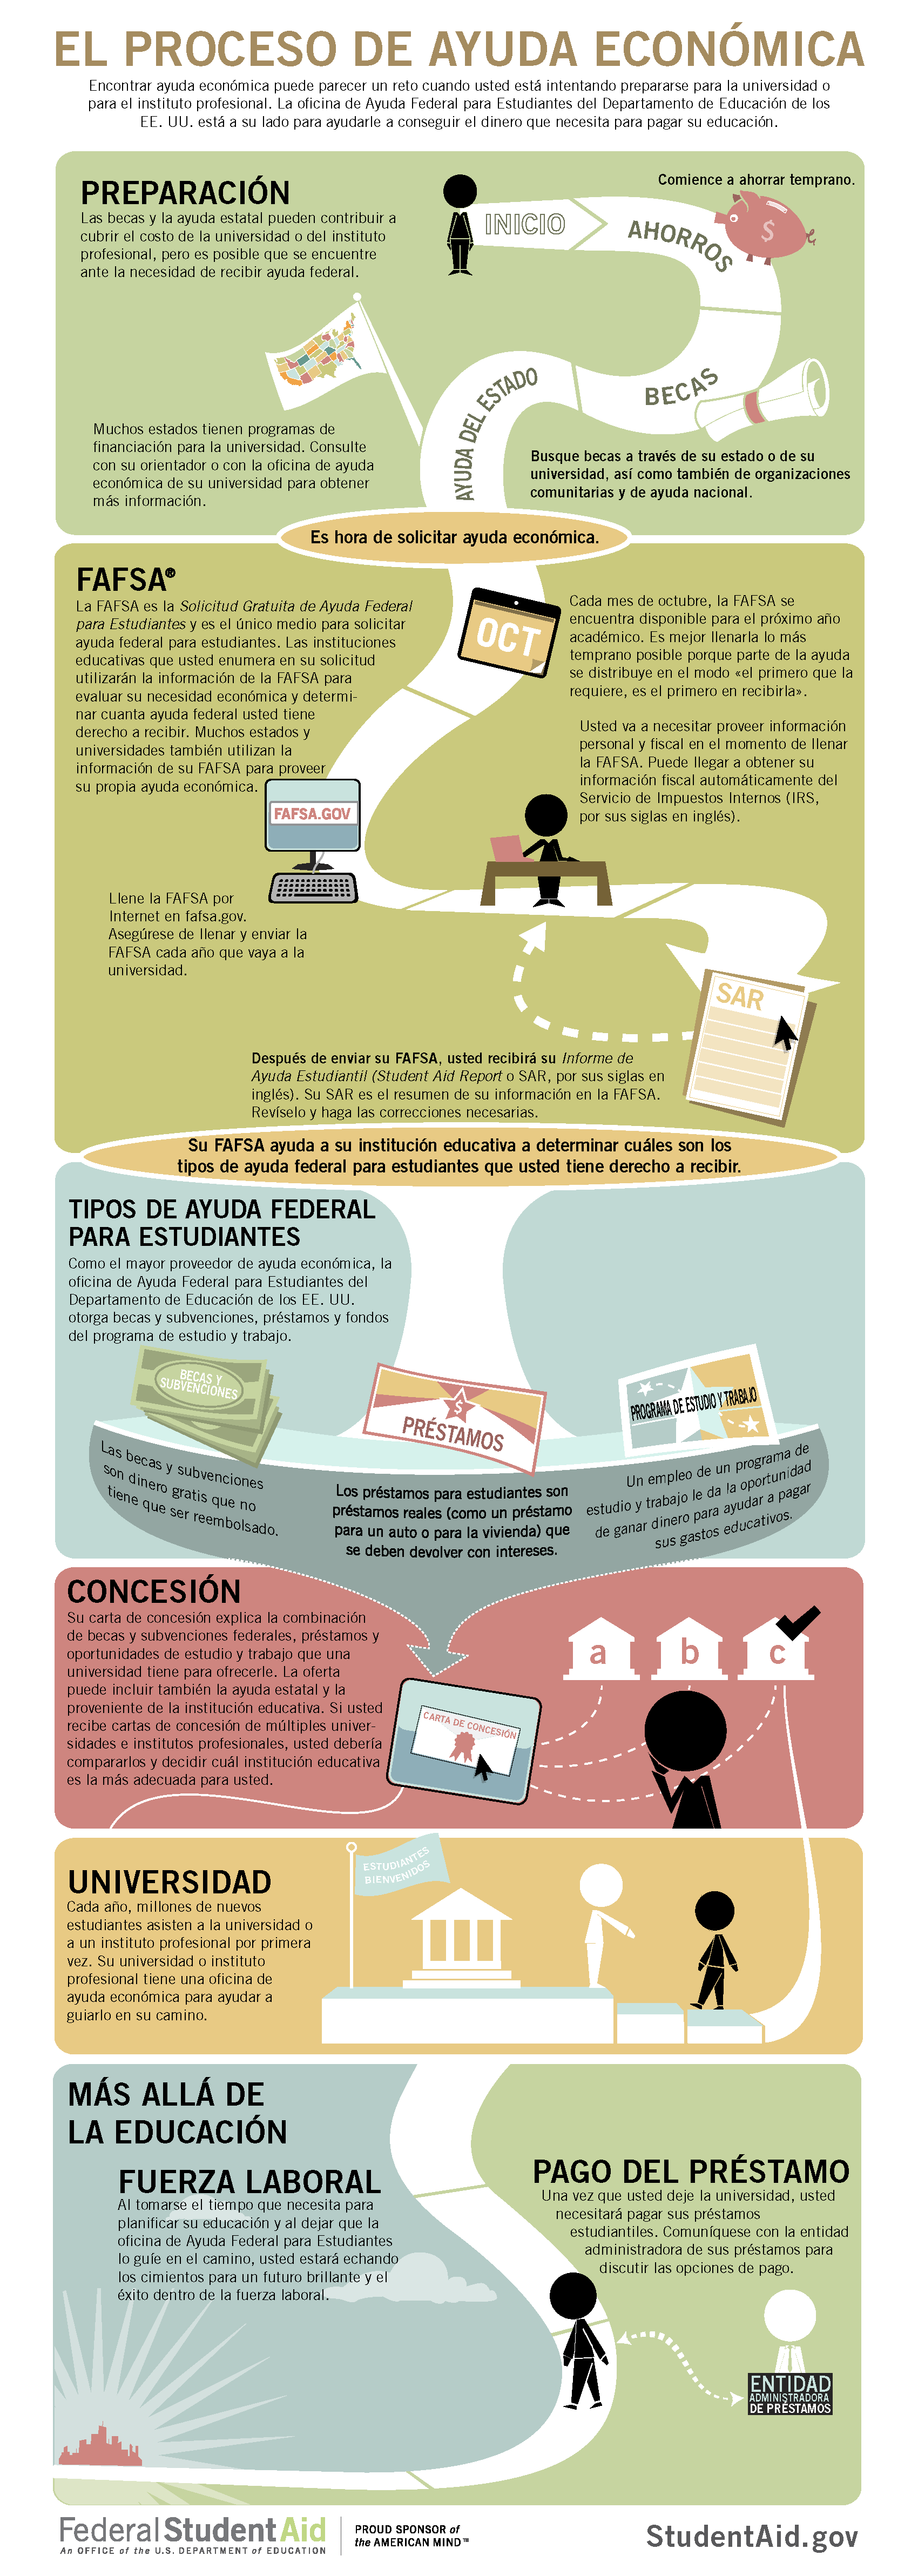 EL PROCESO DE AYUDA ECONÓMICA
Encontrar ayuda económica puede parecer un reto cuando usted está intentando prepararse para la universidad o
para el instituto profesional. La oficina de Ayuda Federal para Estudiantes del Departamento de Educación de los
EE. UU. está a su lado para ayudarle a conseguir el dinero que necesita para pagar su educación.
PREPARACIÓN
Las becas y la ayuda estatal pueden contribuir a
cubrir el costo de la universidad o del instituto
profesional, pero es posible que se encuentre
ante la necesidad de recibir ayuda federal.
INICIO
Comience a ahorrar temprano.
AHORROS
$
BECAS
Busque becas a través de su estado o de su
universidad, así como también de organizaciones
comunitarias y de ayuda nacional.
AYUDA DEL ESTADO
Muchos estados tienen programas de
financiación para la universidad. Consulte
con su orientador o con la oficina de ayuda
económica de su universidad para obtener
más información.
Es hora de solicitar ayuda económica.
FAFSA®
La FAFSA es la Solicitud Gratuita de Ayuda Federal
para Estudiantes y es el único medio para solicitar
ayuda federal para estudiantes. Las instituciones
educativas que usted enumera en su solicitud
utilizarán la información de la FAFSA para
evaluar su necesidad económica y determi-
nar cuanta ayuda federal usted tiene
derecho a recibir. Muchos estados y
universidades también utilizan la
información de su FAFSA para proveer
su propia ayuda económica.
OCT
Cada mes de octubre, la FAFSA se
encuentra disponible para el próximo año
académico. Es mejor llenarla lo más
temprano posible porque parte de la ayuda
se distribuye en el modo «el primero que la
requiere, es el primero en recibirla».
Usted va a necesitar proveer información
personal y fiscal en el momento de llenar
la FAFSA. Puede llegar a obtener su
información fiscal automáticamente del
Servicio de Impuestos Internos (IRS,
por sus siglas en inglés).
FAFSA.GOV
Llene la FAFSA por
Internet en fafsa.gov.
Asegúrese de llenar y enviar la
FAFSA cada año que vaya a la
universidad.
SAR
Después de enviar su FAFSA, usted recibirá su Informe de
Ayuda Estudiantil (Student Aid Report o SAR, por sus siglas en
inglés). Su SAR es el resumen de su información en la FAFSA.
Revíselo y haga las correcciones necesarias.
Su FAFSA ayuda a su institución educativa a determinar cuáles son los
tipos de ayuda federal para estudiantes que usted tiene derecho a recibir.
TIPOS DE AYUDA FEDERAL
PARA ESTUDIANTES
Como el mayor proveedor de ayuda económica, la
oficina de Ayuda Federal para Estudiantes del
Departamento de Educación de los EE. UU.
otorga becas y subvenciones, préstamos y fondos
del programa de estudio y trabajo.
BECAS Y
SUBVENCIONES
$
PRÉSTAMOS
PROGRAMA DE ESTUDIO Y TRABAJO
Las becas y subvenciones
son dinero gratis que no
tiene que ser reembolsado.
Los préstamos para estudiantes son
préstamos reales (como un préstamo
para un auto o para la vivienda) que
se deben devolver con intereses.
Un empleo de un programa de
estudio y trabajo le da la oportunidad
de ganar dinero para ayudar a pagar
sus gastos educativos.
CONCESIÓN
Su carta de concesión explica la combinación
de becas y subvenciones federales, préstamos y
oportunidades de estudio y trabajo que una
universidad tiene para ofrecerle. La oferta
puede incluir también la ayuda estatal y la
proveniente de la institución educativa. Si usted
recibe cartas de concesión de múltiples univer-
sidades e institutos profesionales, usted debería
compararlos y decidir cuál institución educativa
es la más adecuada para usted.
a b c
CARTA DE CONCESIÓN
UNIVERSIDAD
Cada año, millones de nuevos
estudiantes asisten a la universidad o
a un instituto profesional por primera
vez. Su universidad o instituto
profesional tiene una oficina de
ayuda económica para ayudar a
guiarlo en su camino.
ESTUDIANTES
BIENVENIDOS
MÁS ALLÁ DE
LA EDUCACIÓN
FUERZA LABORAL
Al tomarse el tiempo que necesita para
planificar su educación y al dejar que la
oficina de Ayuda Federal para Estudiantes
lo guíe en el camino, usted estará echando
los cimientos para un futuro brillante y el
éxito dentro de la fuerza laboral.
PAGO DEL PRÉSTAMO
Una vez que usted deje la universidad, usted
necesitará pagar sus préstamos
estudiantiles. Comuníquese con la entidad
administradora de sus préstamos para
discutir las opciones de pago.
ENTIDAD
ADMINISTRADORA
DE PRÉSTAMOS
Federal Student Aid
An OFFICE of the U.S. DEPARTMENT of EDUCATION
PROUD SPONSOR of
the AMERICAN MIND™
StudentAid.gov